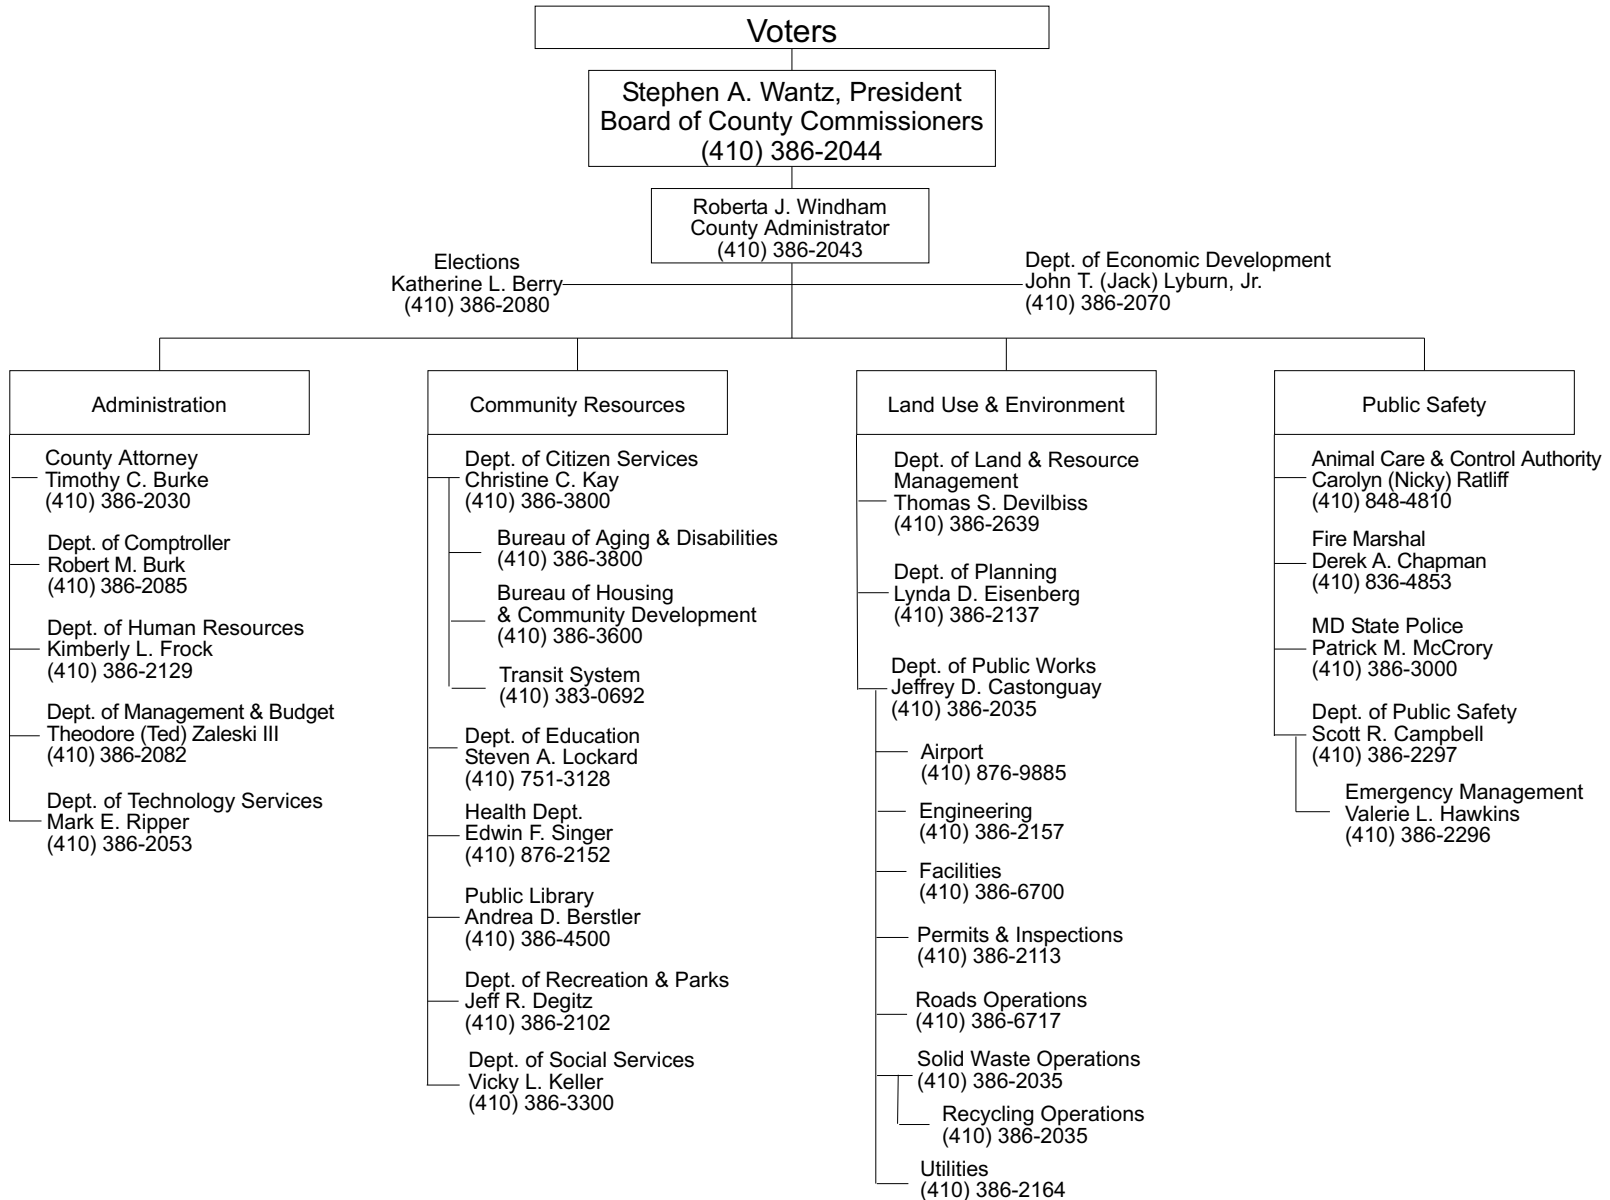 Voters
Stephen A. Wantz, President
Board of County Commissioners
(410) 386-2044
Roberta J. Windham
County Administrator
(410) 386-2043
Elections
Katherine L. Berry
(410) 386-2080
Dept. of Economic Development
John T. (Jack) Lyburn, Jr.
(410) 386-2070
Administration
County Attorney
Timothy C. Burke
(410) 386-2030
Dept. of Comptroller
Robert M. Burk
(410) 386-2085
Dept. of Human Resources
Kimberly L. Frock
(410) 386-2129
Dept. of Management & Budget
Theodore (Ted) Zaleski III
(410) 386-2082
Dept. of Technology Services
Mark E. Ripper
(410) 386-2053
Community Resources
Dept. of Citizen Services
Christine C. Kay
(410) 386-3800
Bureau of Aging & Disabilities
(410) 386-3800
Bureau of Housing
& Community Development
(410) 386-3600
Transit System
(410) 383-0692
Dept. of Education
Steven A. Lockard
(410) 751-3128
Health Dept.
Edwin F. Singer
(410) 876-2152
Public Library
Andrea D. Berstler
(410) 386-4500
Dept. of Recreation & Parks
Jeff R. Degitz
(410) 386-2102
Dept. of Social Services
Vicky L. Keller
(410) 386-3300
Land Use & Environment
Dept. of Land & Resource
Management
Thomas S. Devilbiss
(410) 386-2639
Dept. of Planning
Lynda D. Eisenberg
(410) 386-2137
Dept. of Public Works
Jeffrey D. Castonguay
(410) 386-2035
Airport
(410) 876-9885
Engineering
(410) 386-2157
Facilities
(410) 386-6700
Permits & Inspections
(410) 386-2113
Roads Operations
(410) 386-6717
Solid Waste Operations
(410) 386-2035
Recycling Operations
(410) 386-2035
Utilities
(410) 386-2164
Public Safety
Animal Care & Control Authority
Carolyn (Nicky) Ratliff
(410) 848-4810
Fire Marshal
Derek A. Chapman
(410) 836-4853
MD State Police
Patrick M. McCrory
(410) 386-3000
Dept. of Public Safety
Scott R. Campbell
(410) 386-2297
Emergency Management
Valerie L. Hawkins
(410) 386-2296